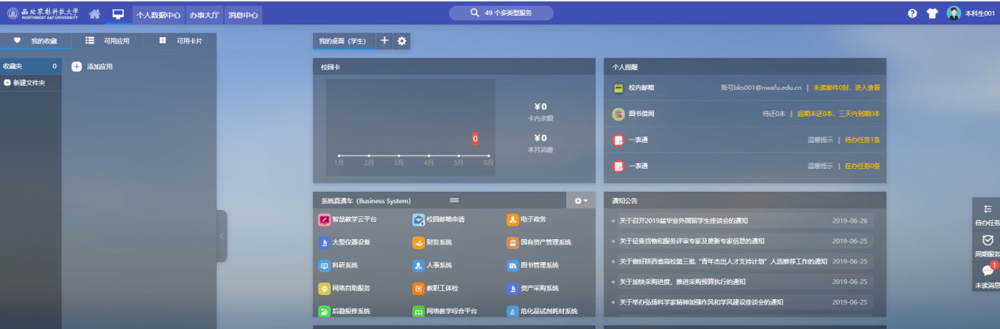 西北农林科技大学
NORTHWEST A&F UNIVERSITY
个人数据中心 办事大厅 消息中心
49 个多类型服务
本科生001
我的收藏 可用应用 可用卡片
收藏夹 0
添加应用
新建文件夹
我的桌面（学生）
校园卡
¥0
卡内余额
0
¥0
本月消费
1月 2月 3月 4月 5月 6月
个人提醒
校内邮箱 账号bks001@nwafu.edu.cn | 未读邮件0封，进入查看
图书借阅 待还0本 | 超期未还0本，三天内到期0本
一表通 温馨提示 | 待办任务1条
一表通 温馨提示 | 在办任务0条
系统直通车（Business System）
智慧教学云平台 校园邮箱申请 电子政务
大型仪器设备 财务系统 国有资产管理系统
科研系统 人事系统 图书管理系统
网络自助服务 教职工体检 资产采购系统
后勤报修系统 网络教学综合平台 危化品试剂耗材系统
通知公告
关于召开2019届毕业外国留学生座谈会的通知 2019-06-26
关于征集货物和服务评审专家及更新专家信息的通知 2019-06-25
关于做好陕西省高校第三批“青年杰出人才支持计划”人选推荐工作的通知 2019-06-25
关于加快采购进度、推进采购预算执行的通知 2019-06-25
关于举办弘扬科学家精神加强作风和学风建设座谈会的通知 2019-06-25
待办任务
周期服务
1
未读消息